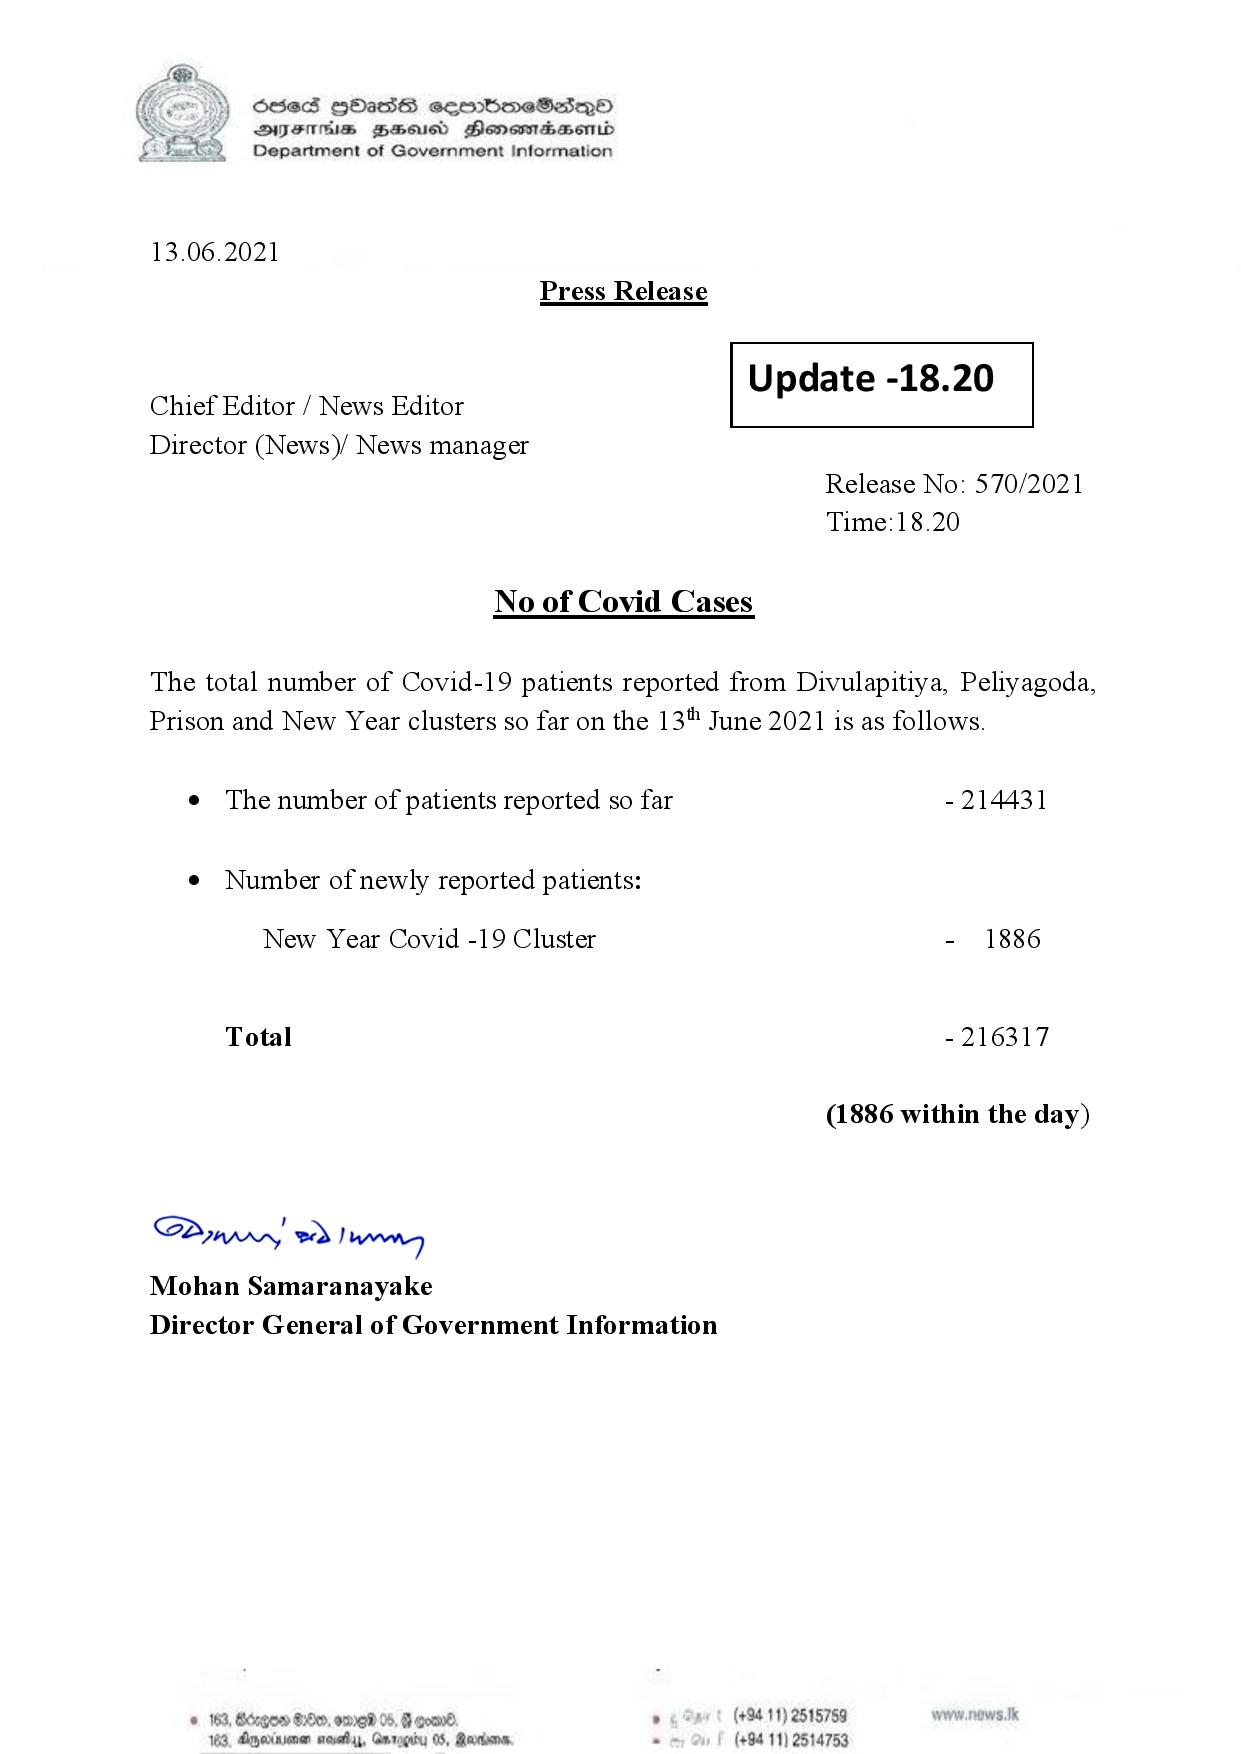 රජයේ ප්‍රවෘත්ති දෙපාර්තමේන්තුව
அரசாங்க தகவல் திணைக்களம்
Department of Government Information
13.06.2021
Press Release
Update -18.20
Chief Editor / News Editor
Director (News)/ News manager
Release No: 570/2021
Time:18.20
No of Covid Cases
The total number of Covid-19 patients reported from Divulapitiya, Peliyagoda,
Prison and New Year clusters so far on the 13th June 2021 is as follows.
• The number of patients reported so far - 214431
• Number of newly reported patients:
New Year Covid -19 Cluster - 1886
Total - 216317
(1886 within the day)
Mohan Samaranayake
Director General of Government Information
163, කිරුලපන මාවත, කොළඹ 05, ශ්‍රී ලංකාව.
163, கிருலப்பனை எவனியூ, கொழும்பு 05, இலங்கை.
(+94 11) 2515759
(+94 11) 2514753
www.news.lk